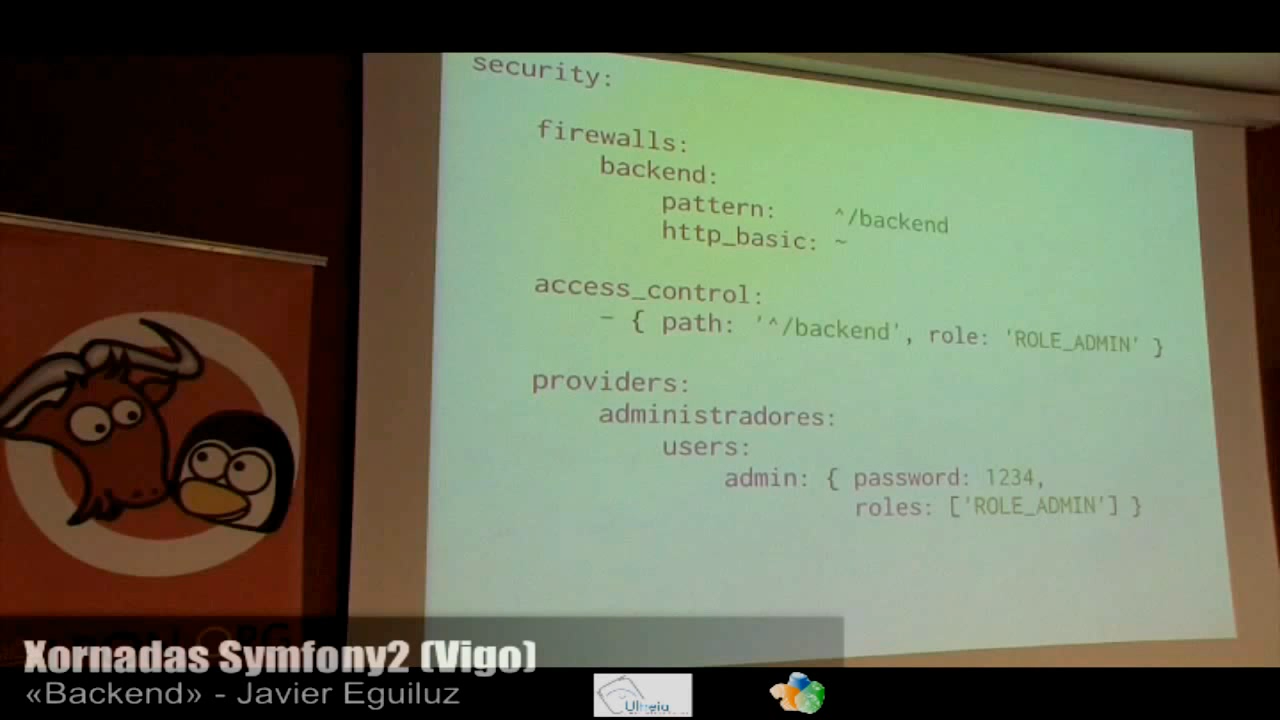 security:
firewalls:
backend:
pattern: ^/backend
http_basic: ~
access_control:
- { path: '^/backend', role: 'ROLE_ADMIN' }
providers:
administradores:
users:
admin: { password: 1234,
roles: ['ROLE_ADMIN'] }
Xornadas Symfony2 (Vigo)
«Backend» - Javier Eguiluz
Ultreia